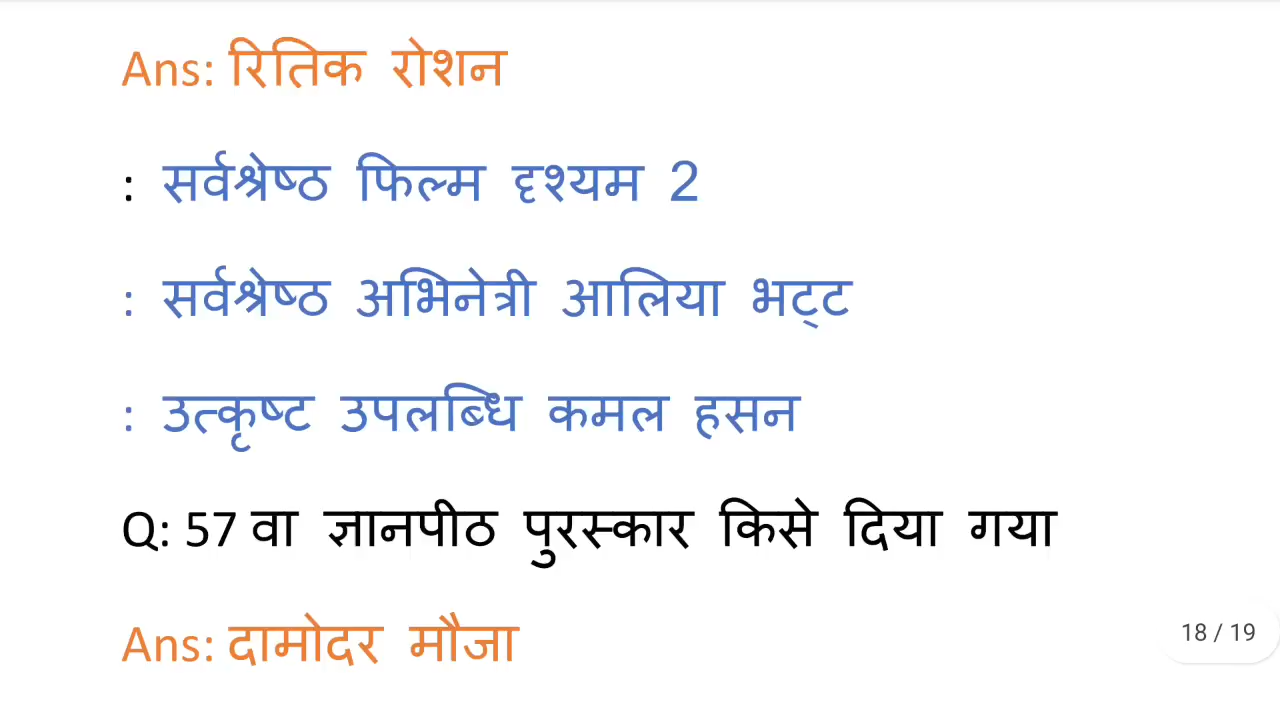 Ans: रितिक रोशन
: सर्वश्रेष्ठ फिल्म दृश्यम 2
: सर्वश्रेष्ठ अभिनेत्री आलिया भट्ट
: उत्कृष्ट उपलब्धि कमल हसन
Q: 57 वा ज्ञानपीठ पुरस्कार किसे दिया गया
Ans: दामोदर मौजा
18 / 19